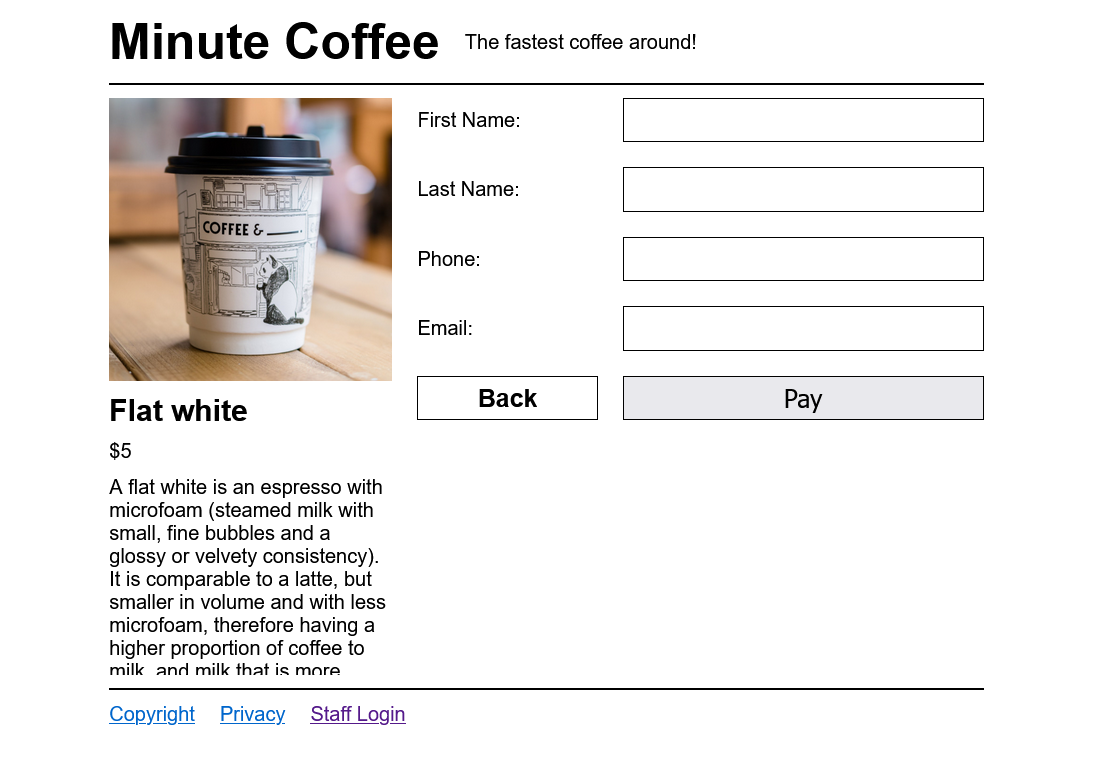 Minute Coffee
The fastest coffee around!
COFFEE & ____.
Flat white
$5
A flat white is an espresso with
microfoam (steamed milk with
small, fine bubbles and a
glossy or velvety consistency).
It is comparable to a latte, but
smaller in volume and with less
microfoam, therefore having a
higher proportion of coffee to
milk, and milk that is more
First Name:
Last Name:
Phone:
Email:
Back
Pay
Copyright
Privacy
Staff Login